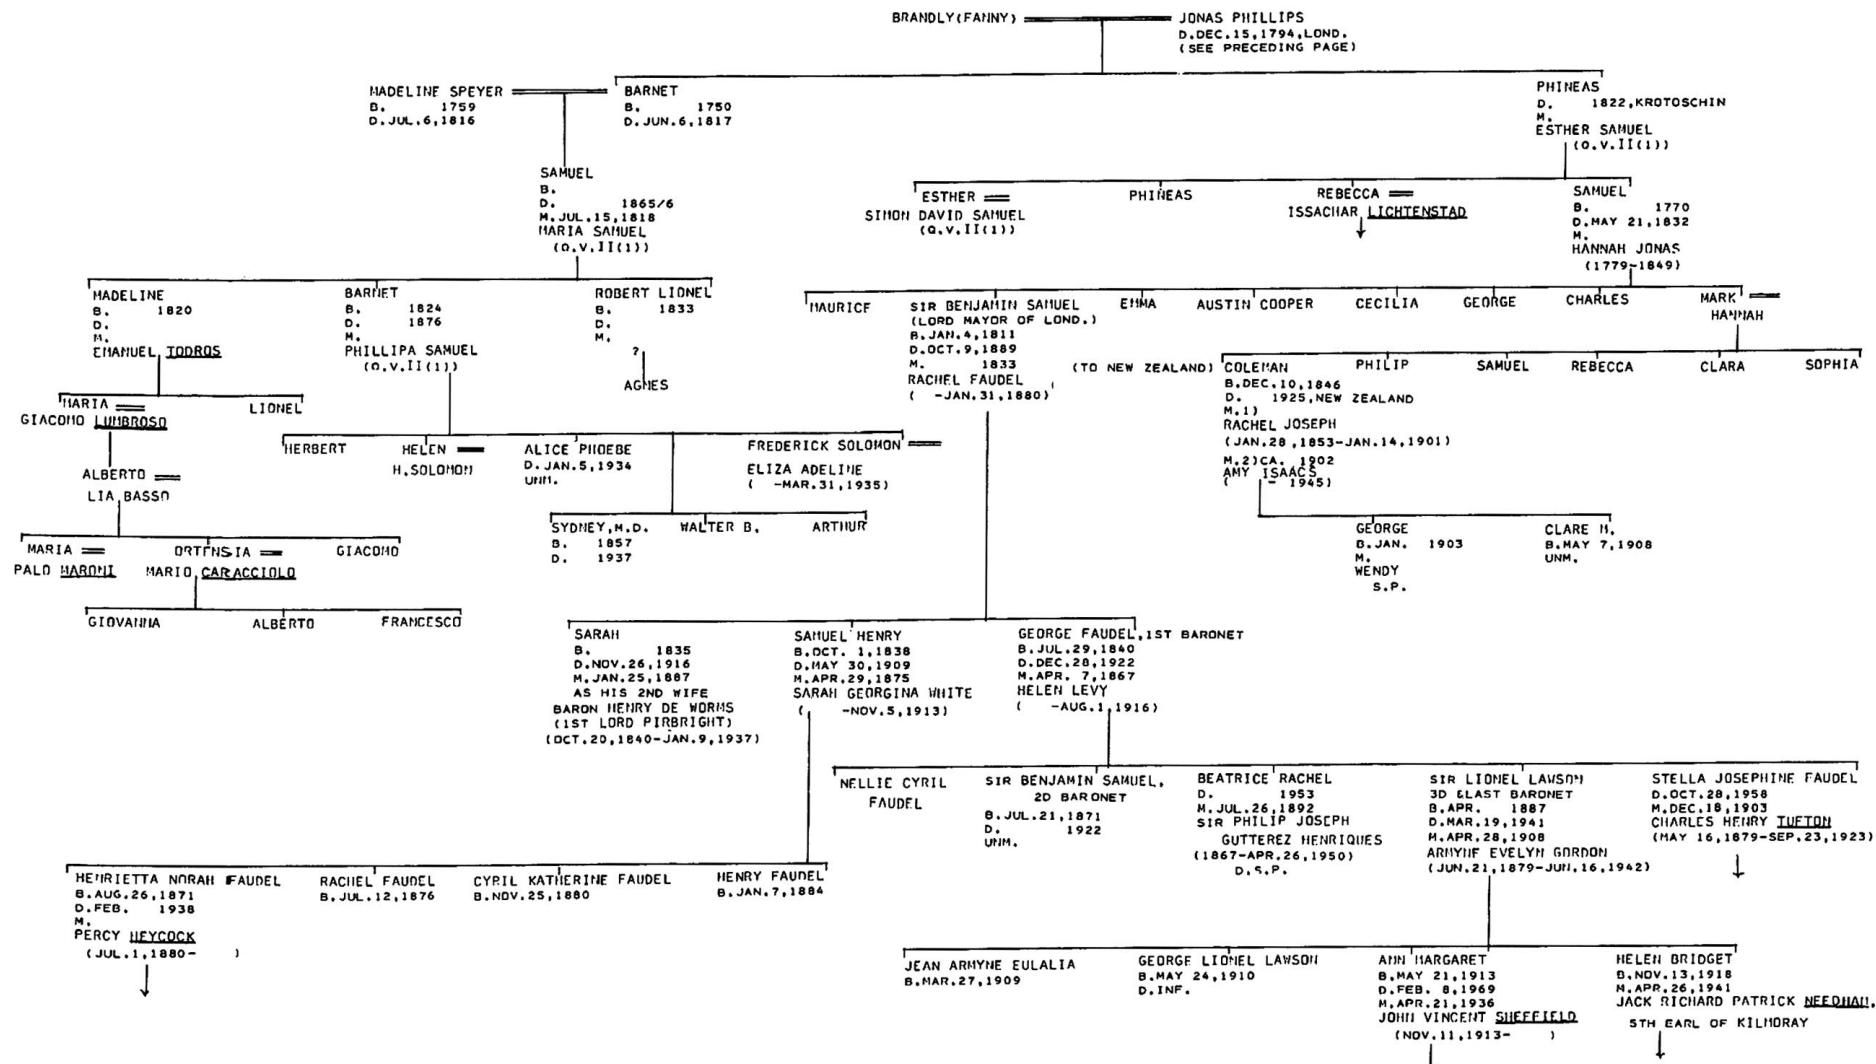 BRANDLY(FANNY)
JONAS PHILLIPS
D.DEC.15,1794,LOND.
(SEE PRECEDING PAGE)
MADELINE SPEYER
B. 1759
D.JUL.6,1816
BARNET
B. 1750
D.JUN.6,1817
PHINEAS
D. 1822,KROTOSCHIN
M.
ESTHER SAMUEL
(Q.V.II(1))
SAMUEL
B.
D. 1865/6
M.JUL.15,1818
MARIA SAMUEL
(Q.V.II(1))
ESTHER
SIMON DAVID SAMUEL
(Q.V.II(1))
PHINEAS
REBECCA
ISSACHAR LICHTENSTAD
SAMUEL
B. 1770
D.MAY 21,1832
M.
HANNAH JONAS
(1779-1849)
MADELINE
B. 1820
D.
M.
EMANUEL TODROS
BARNET
B. 1824
D. 1876
M.
PHILLIPA SAMUEL
(Q.V.II(1))
ROBERT LIONEL
B. 1833
D.
M.
?
AGNES
MAURICE
SIR BENJAMIN SAMUEL
(LORD MAYOR OF LOND.)
B.JAN.4,1811
D.OCT.9,1889
M. 1833
RACHEL FAUDEL
( -JAN.31,1880)
EMMA
AUSTIN COOPER
CECILIA
GEORGE
CHARLES
MARK
HANNAH
(TO NEW ZEALAND)
COLEMAN
B.DEC.10,1846
D. 1925,NEW ZEALAND
M.1)
RACHEL JOSEPH
(JAN.28,1853-JAN.14,1901)
M.2)CA. 1902
AMY ISAACS
( - 1945)
PHILIP
SAMUEL
REBECCA
CLARA
SOPHIA
MARIA
GIACOMO LUMBROSO
LIONEL
HERBERT
HELEN
H.SOLOMON
ALICE PHOEBE
D.JAN.5,1934
UNM.
FREDERICK SOLOMON
ELIZA ADELINE
( -MAR.31,1935)
ALBERTO
LIA BASSO
SYDNEY,M.D.
B. 1857
D. 1937
WALTER B.
ARTHUR
GEORGE
B.JAN. 1903
M.
WENDY
S.P.
CLARE M.
B.MAY 7,1908
UNM.
MARIA
PALO MARONI
ORTENSIA
MARIO CARACCIOLO
GIACOMO
GIOVANNA
ALBERTO
FRANCESCO
SARAH
B. 1835
D.NOV.26,1916
M.JAN.25,1887
AS HIS 2ND WIFE
BARON HENRY DE WORMS
(1ST LORD PIRBRIGHT)
(OCT.20,1840-JAN.9,1937)
SAMUEL HENRY
B.OCT. 1,1838
D.MAY 30,1909
M.APR.29,1875
SARAH GEORGINA WHITE
( -NOV.5,1913)
GEORGE FAUDEL,1ST BARONET
B.JUL.29,1840
D.DEC.28,1922
M.APR. 7,1867
HELEN LEVY
( -AUG.1,1916)
NELLIE CYRIL
FAUDEL
SIR BENJAMIN SAMUEL,
2D BARONET
B.JUL.21,1871
D. 1922
UNM.
BEATRICE RACHEL
D. 1953
M.JUL.26,1892
SIR PHILIP JOSEPH
GUTTEREZ HENRIQUES
(1867-APR.26,1950)
D.S.P.
SIR LIONEL LAWSON
3D &LAST BARONET
B.APR. 1887
D.MAR.19,1941
M.APR.28,1908
ARMYNE EVELYN GORDON
(JUN.21,1879-JUN.16,1942)
STELLA JOSEPHINE FAUDEL
D.OCT.28,1958
M.DEC.18,1903
CHARLES HENRY TUFTON
(MAY 16,1879-SEP.23,1923)
HENRIETTA NORAH FAUDEL
B.AUG.26,1871
D.FEB. 1938
M.
PERCY HEYCOCK
(JUL.1,1880- )
RACHEL FAUDEL
B.JUL.12,1876
CYRIL KATHERINE FAUDEL
B.NOV.25,1880
HENRY FAUDEL
B.JAN.7,1884
JEAN ARMYNE EULALIA
B.MAR.27,1909
GEORGE LIONEL LAWSON
B.MAY 24,1910
D.INF.
ANN MARGARET
B.MAY 21,1913
D.FEB. 8,1969
M.APR.21,1936
JOHN VINCENT SHEFFIELD
(NOV.11,1913- )
HELEN BRIDGET
B.NOV.13,1918
M.APR.26,1941
JACK RICHARD PATRICK NEEDHAM,
5TH EARL OF KILMORAY